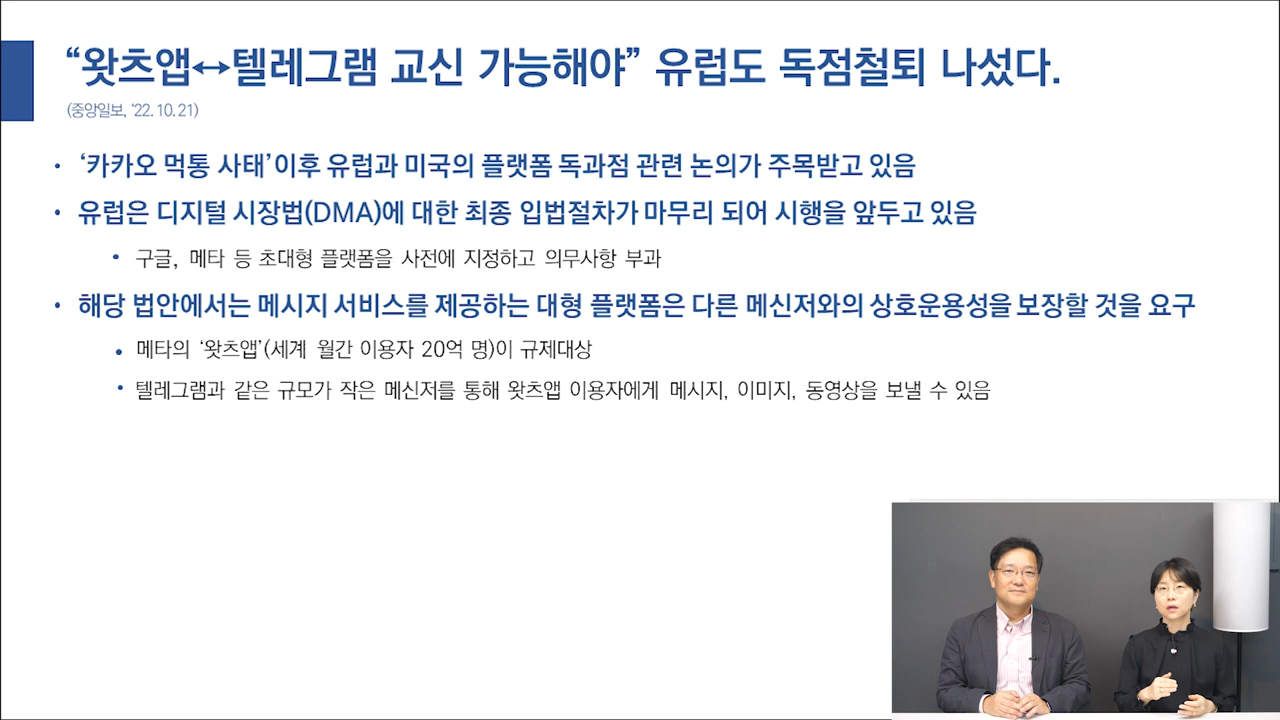 “왓츠앱↔텔레그램 교신 가능해야” 유럽도 독점철퇴 나섰다.
(중앙일보, ‘22. 10. 21)
• ‘카카오 먹통 사태’이후 유럽과 미국의 플랫폼 독과점 관련 논의가 주목받고 있음
• 유럽은 디지털 시장법(DMA)에 대한 최종 입법절차가 마무리 되어 시행을 앞두고 있음
• 구글, 메타 등 초대형 플랫폼을 사전에 지정하고 의무사항 부과
• 해당 법안에서는 메시지 서비스를 제공하는 대형 플랫폼은 다른 메신저와의 상호운용성을 보장할 것을 요구
• 메타의 ‘왓츠앱’(세계 월간 이용자 20억 명)이 규제대상
• 텔레그램과 같은 규모가 작은 메신저를 통해 왓츠앱 이용자에게 메시지, 이미지, 동영상을 보낼 수 있음